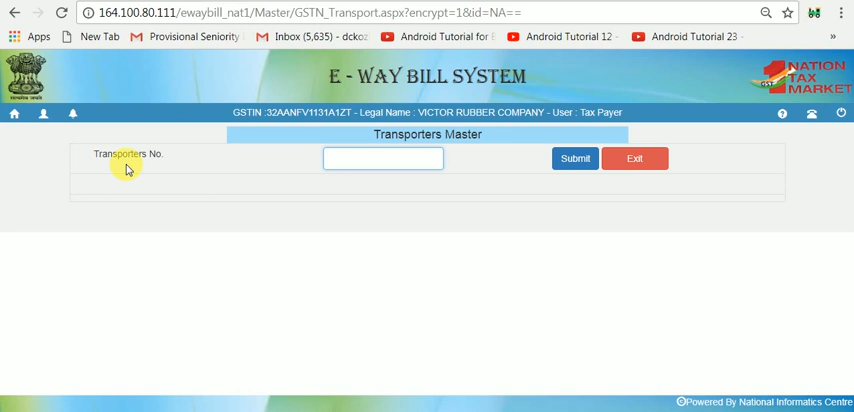 164.100.80.111/ewaybill_nat1/Master/GSTN_Transport.aspx?encrypt=1&id=NA==
Apps New Tab Provisional Seniority Inbox (5,635) - dckoz Android Tutorial for Android Tutorial 12 - Android Tutorial 23 - »
E - WAY BILL SYSTEM
NATION
TAX
MARKET
GST
सत्यमेव जयते
GSTIN :32AANFV1131A1ZT - Legal Name : VICTOR RUBBER COMPANY - User : Tax Payer
Transporters Master
Transporters No. Submit Exit
©Powered By National Informatics Centre